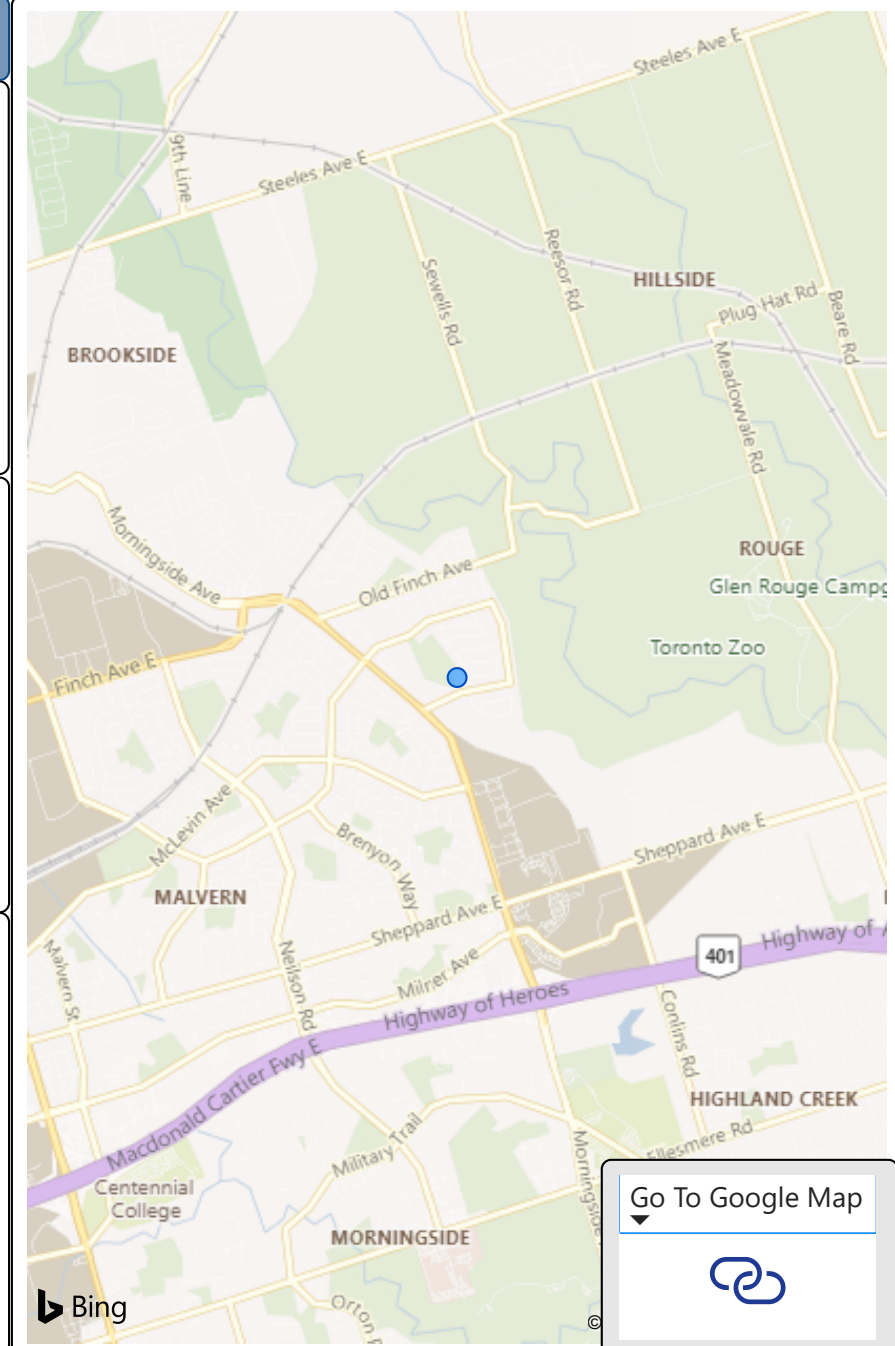 Steeles Ave E
9th Line
Steeles Ave E
Sewells Rd
Reesor Rd
HILLSIDE
Plug Hat Rd
Beare Rd
BROOKSIDE
Meadowvale Rd
Morningside Ave
ROUGE
Old Finch Ave
Glen Rouge Campg
Toronto Zoo
Finch Ave E
McLevin Ave
Brenyon Way
Sheppard Ave E
MALVERN
Sheppard Ave E
Malvern St
Neilson Rd
Milner Ave
401
Highway of A
Highway of Heroes
Conlins Rd
Macdonald Cartier Fwy E
HIGHLAND CREEK
Military Trail
Morningside
Ellesmere Rd
Centennial
College
MORNINGSIDE
Go To Google Map
Orton
Bing
©